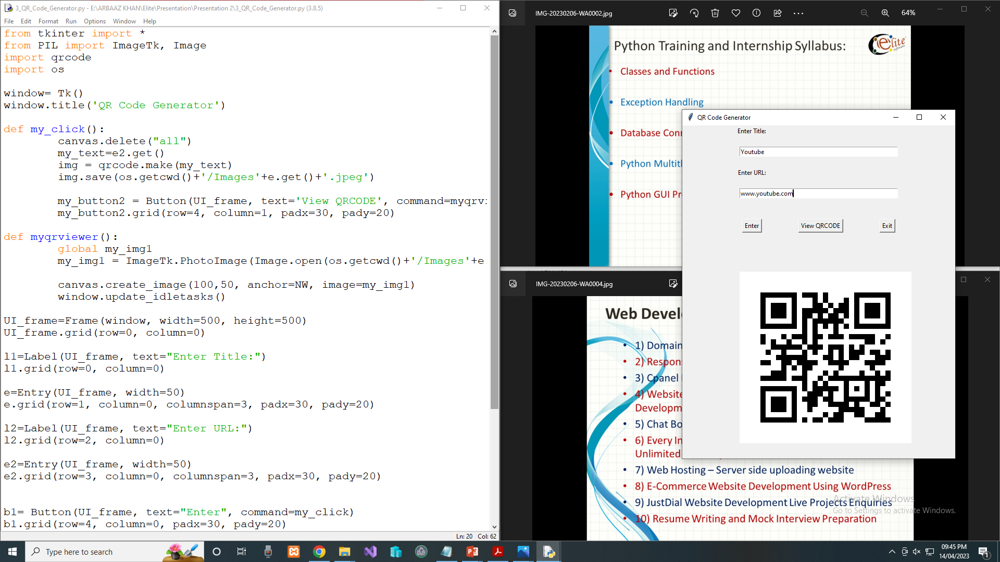 3_QR_Code_Generator.py - E:\ARBAAZ KHAN\Elite\Presentation\Presentation 2\3_QR_Code_Generator.py (3.8.5)
File Edit Format Run Options Window Help
from tkinter import *
from PIL import ImageTk, Image
import qrcode
import os
window= Tk()
window.title('QR Code Generator')
def my_click():
canvas.delete("all")
my_text=e2.get()
img = qrcode.make(my_text)
img.save(os.getcwd()+'/Images'+e.get()+'.jpeg')
my_button2 = Button(UI_frame, text='View QRCODE', command=myqrvi
my_button2.grid(row=4, column=1, padx=30, pady=20)
def myqrviewer():
global my_img1
my_img1 = ImageTk.PhotoImage(Image.open(os.getcwd()+'/Images'+e
canvas.create_image(100,50, anchor=NW, image=my_img1)
window.update_idletasks()
UI_frame=Frame(window, width=500, height=500)
UI_frame.grid(row=0, column=0)
l1=Label(UI_frame, text="Enter Title:")
l1.grid(row=0, column=0)
e=Entry(UI_frame, width=50)
e.grid(row=1, column=0, columnspan=3, padx=30, pady=20)
l2=Label(UI_frame, text="Enter URL:")
l2.grid(row=2, column=0)
e2=Entry(UI_frame, width=50)
e2.grid(row=3, column=0, columnspan=3, padx=30, pady=20)
b1= Button(UI_frame, text="Enter", command=my_click)
b1.grid(row=4, column=0, padx=30, pady=20)
Ln: 20 Col: 62
IMG-20230206-WA0002.jpg
64%
Python Training and Internship Syllabus:
elite
Softwares
• Classes and Functions
• Exception Handling
• Database Con
• Python Multit
• Python GUI Pr
QR Code Generator
Enter Title:
Youtube
Enter URL:
www.youtube.com
Enter View QRCODE Exit
IMG-20230206-WA0004.jpg
Web Devel
• 1) Domain
• 2) Respons
• 3) Cpanel
• 4) Website
Developm
• 5) Chat Bo
• 6) Every In
Unlimited
• 7) Web Hosting – Server side uploading website
• 8) E-Commerce Website Development Using WordPress
• 9) JustDial Website Development Live Projects Enquiries
• 10) Resume Writing and Mock Interview Preparation
Activate Windows
Go to Settings to activate Windows.
Type here to search
09:45 PM
14/04/2023
1